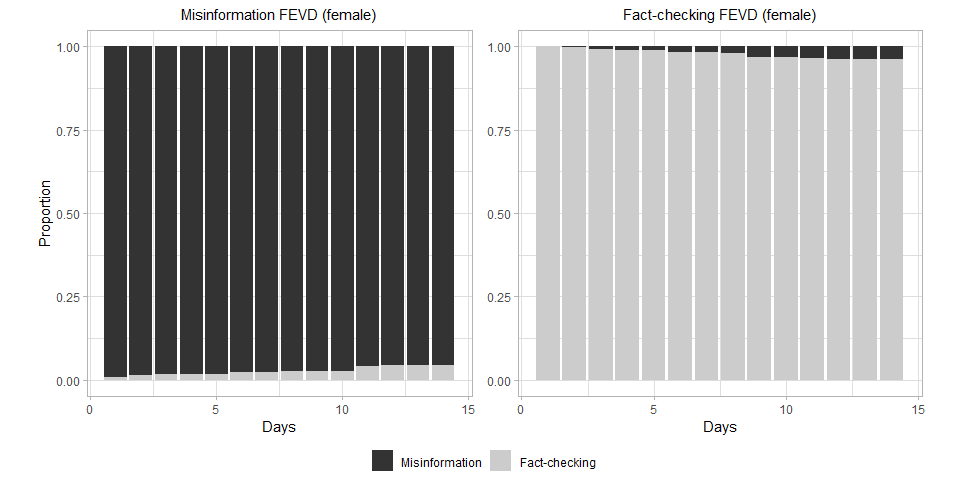 Misinformation FEVD (female)
Fact-checking FEVD (female)
Proportion
1.00
0.75
0.50
0.25
0.00
0
5
10
15
Days
1.00
0.75
0.50
0.25
0.00
0
5
10
15
Days
Misinformation
Fact-checking